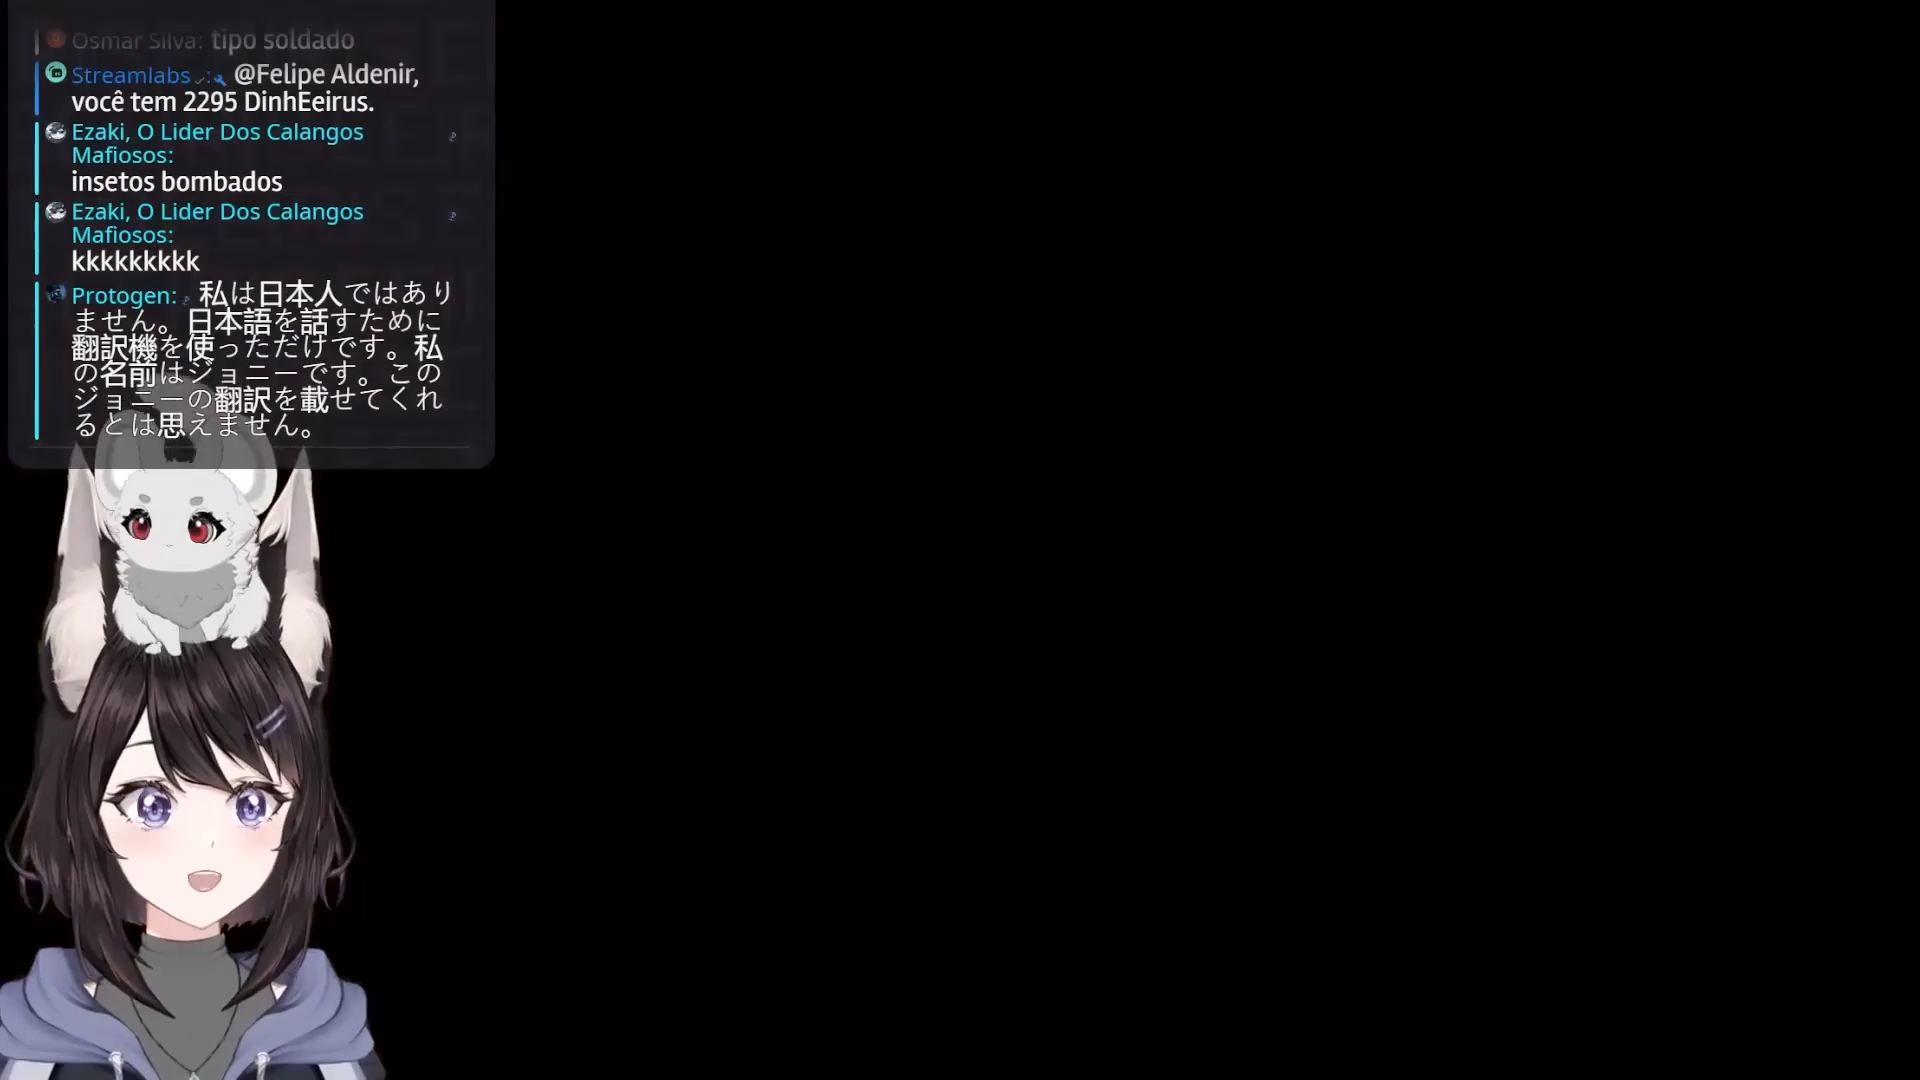 Osmar Silva: tipo soldado
Streamlabs : @Felipe Aldenir,
você tem 2295 DinhEeirus.
Ezaki, O Lider Dos Calangos
Mafiosos:
insetos bombados
Ezaki, O Lider Dos Calangos
Mafiosos:
kkkkkkkkk
Protogen: 私は日本人ではあり
ません。日本語を話すために
翻訳機を使っただけです。私
の名前はジョニーです。この
ジョニーの翻訳を載せてくれ
るとは思えません。